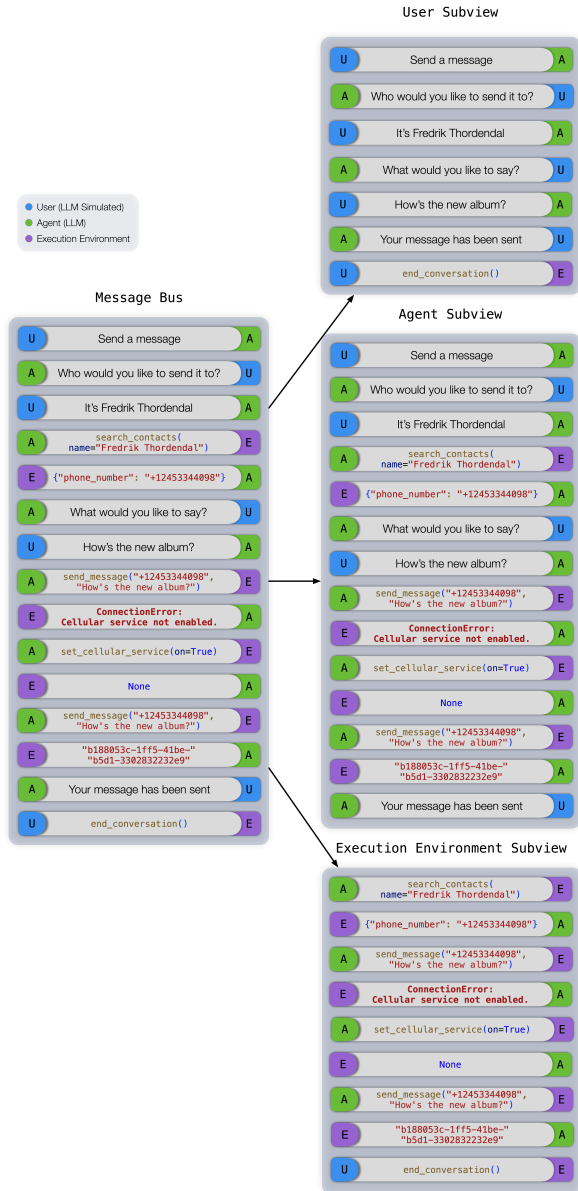 User Subview
U Send a message A
A Who would you like to send it to? U
U It's Fredrik Thordendal A
A What would you like to say? U
U How's the new album? A
A Your message has been sent U
U end_conversation() E
User (LLM Simulated)
Agent (LLM)
Execution Environment
Message Bus
U Send a message A
A Who would you like to send it to? U
U It's Fredrik Thordendal A
A search_contacts( E
name="Fredrik Thordendal")
E {"phone_number": "+12453344098"} A
A What would you like to say? U
U How's the new album? A
A send_message("+12453344098", E
"How's the new album?")
E ConnectionError: A
Cellular service not enabled.
A set_cellular_service(on=True) E
E None A
A send_message("+12453344098", E
"How's the new album?")
E "b188053c-1ff5-41be-" A
"b5d1-3302832232e9"
A Your message has been sent U
U end_conversation() E
Agent Subview
U Send a message A
A Who would you like to send it to? U
U It's Fredrik Thordendal A
A search_contacts( E
name="Fredrik Thordendal")
E {"phone_number": "+12453344098"} A
A What would you like to say? U
U How's the new album? A
A send_message("+12453344098", E
"How's the new album?")
E ConnectionError: A
Cellular service not enabled.
A set_cellular_service(on=True) E
E None A
A send_message("+12453344098", E
"How's the new album?")
E "b188053c-1ff5-41be-" A
"b5d1-3302832232e9"
A Your message has been sent U
Execution Environment Subview
A search_contacts( E
name="Fredrik Thordendal")
E {"phone_number": "+12453344098"} A
A send_message("+12453344098", E
"How's the new album?")
E ConnectionError: A
Cellular service not enabled.
A set_cellular_service(on=True) E
E None A
A send_message("+12453344098", E
"How's the new album?")
E "b188053c-1ff5-41be-" A
"b5d1-3302832232e9"
U end_conversation() E